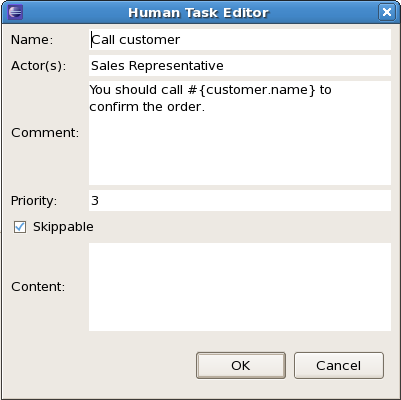 Human Task Editor
Name: Call customer
Actor(s): Sales Representative
You should call #{customer.name} to
confirm the order.
Comment:
Priority: 3
Skippable
Content:
OK Cancel